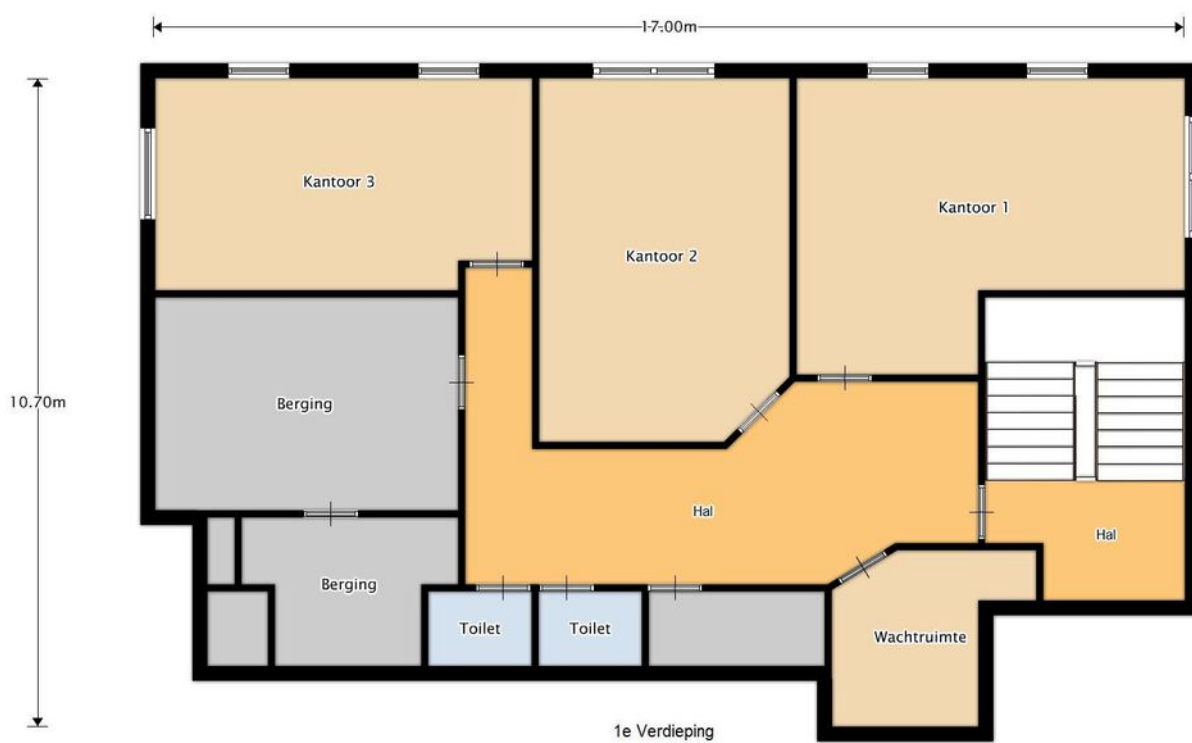 17.00m
Kantoor 3
Kantoor 1
Kantoor 2
10.70m
Berging
Hal
Hal
Berging
Toilet
Toilet
Wachtruimte
1e Verdieping